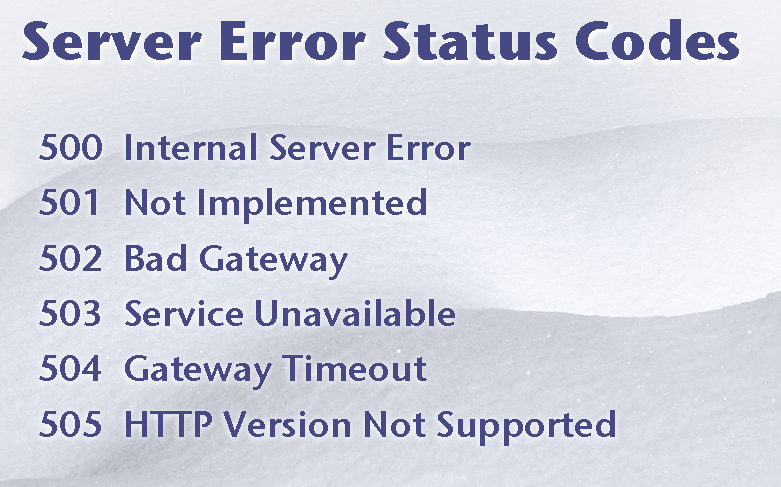 Server Error Status Codes
500 Internal Server Error
501 Not Implemented
502 Bad Gateway
503 Service Unavailable
504 Gateway Timeout
505 HTTP Version Not Supported